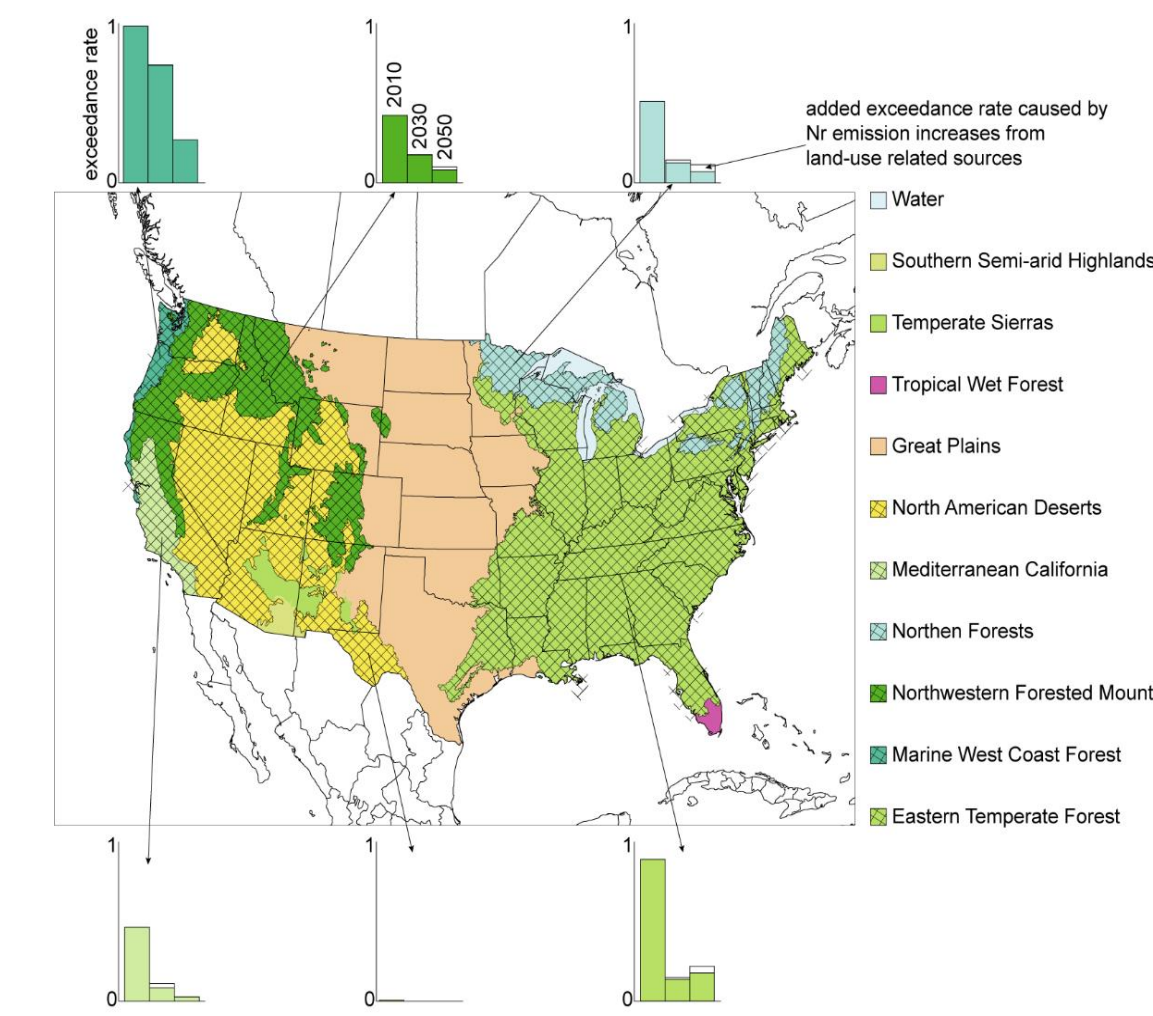 exceedance rate
1
0
1
0
2010
2030
2050
1
0
added exceedance rate caused by
Nr emission increases from
land-use related sources
Water
Southern Semi-arid Highlands
Temperate Sierras
Tropical Wet Forest
Great Plains
North American Deserts
Mediterranean California
Northen Forests
Northwestern Forested Mount
Marine West Coast Forest
Eastern Temperate Forest
1
0
1
0
1
0